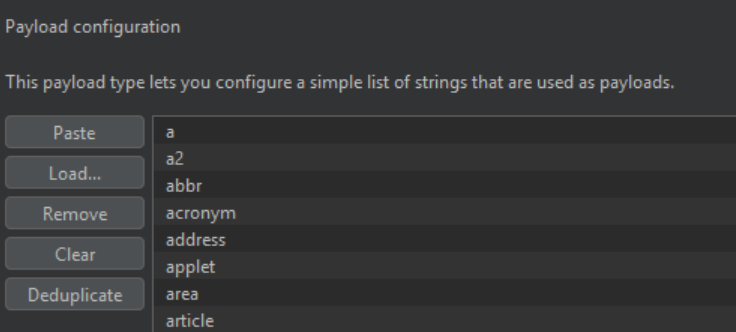 Payload configuration
This payload type lets you configure a simple list of strings that are used as payloads.
Paste
Load...
Remove
Clear
Deduplicate
a
a2
abbr
acronym
address
applet
area
article